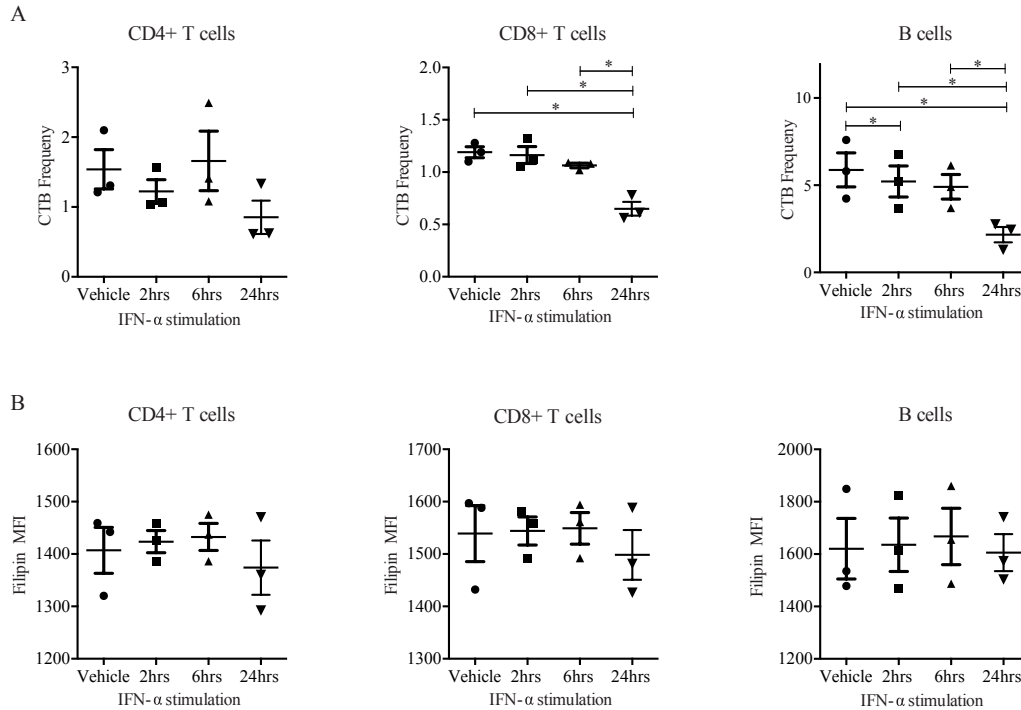 A
CD4+ T cells
CTB Frequeny
3
2
1
0
Vehicle 2hrs 6hrs 24hrs
IFN-α stimulation
CD8+ T cells
CTB Frequeny
2.0
1.5
1.0
0.5
0.0
*
*
*
Vehicle 2hrs 6hrs 24hrs
IFN-α stimulation
B cells
CTB Frequeny
10
5
0
*
*
*
*
Vehicle 2hrs 6hrs 24hrs
IFN-α stimulation
B
CD4+ T cells
Filipin MFI
1600
1500
1400
1300
1200
Vehicle 2hrs 6hrs 24hrs
IFN-α stimulation
CD8+ T cells
Filipin MFI
1700
1600
1500
1400
1300
Vehicle 2hrs 6hrs 24hrs
IFN-α stimulation
B cells
Filipin MFI
2000
1800
1600
1400
1200
Vehicle 2hrs 6hrs 24hrs
IFN-α stimulation